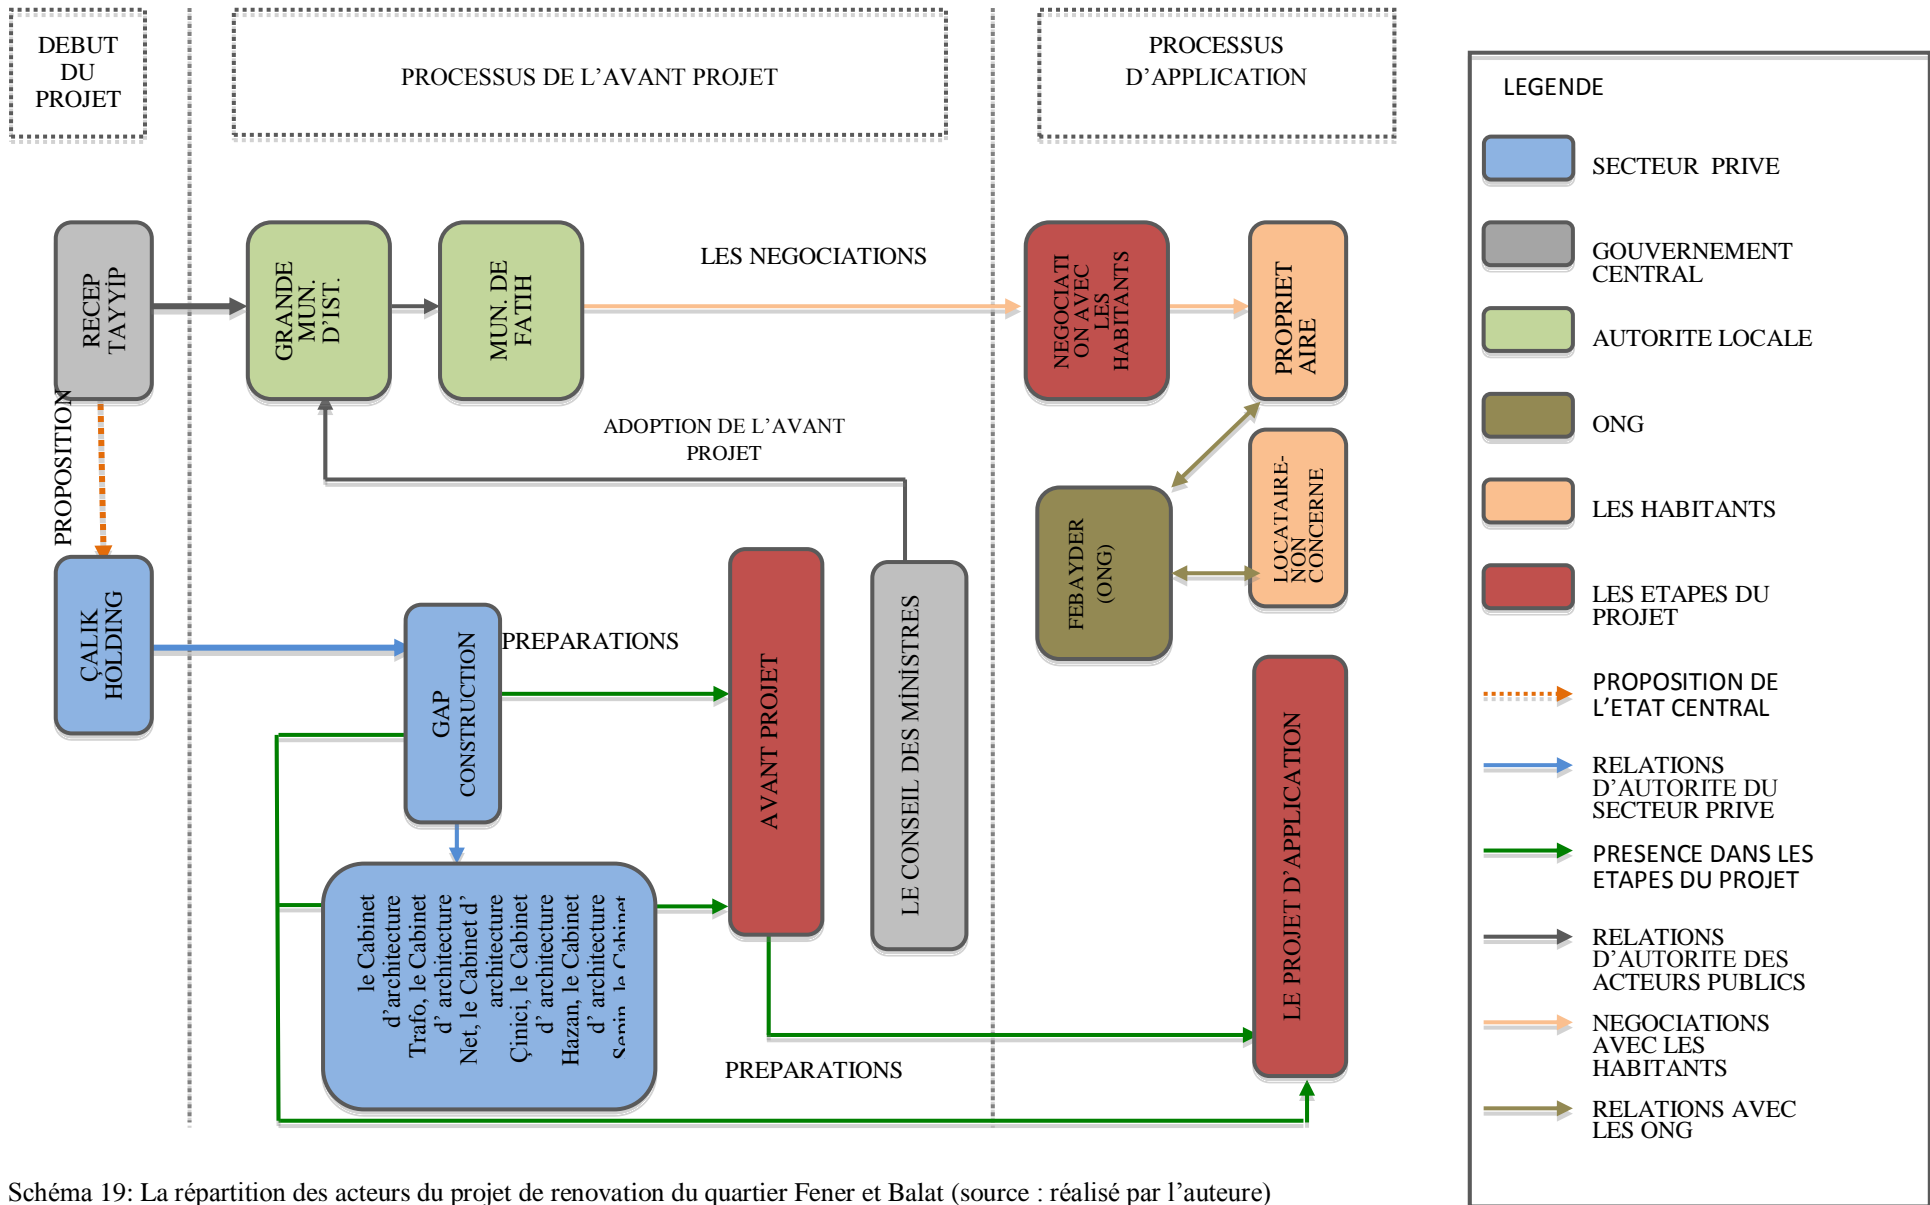 DEBUT
DU
PROJET
PROCESSUS DE L’AVANT PROJET
PROCESSUS
D’APPLICATION
RECEP
TAYYİP
GRANDE
MUN.
D’IST.
MUN. DE
FATIH
LES NEGOCIATIONS
NEGOCIATI
ON AVEC
LES
HABITANTS
PROPRIET
AIRE
PROPOSITION
ADOPTION DE L’AVANT
PROJET
FEBAYDER
(ONG)
LOCATAIRE-
NON
CONCERNE
ÇALIK
HOLDING
GAP
CONSTRUCTION
PREPARATIONS
AVANT PROJET
LE CONSEIL DES MİNİSTRES
le Cabinet
d’architecture
Trafo, le Cabinet
d’ architecture
Net, le Cabinet d’
architecture
Çinici, le Cabinet
d’ architecture
Hazan, le Cabinet
d’ architecture
le Cabinet
PREPARATIONS
LE PROJET D’APPLICATION
LEGENDE
SECTEUR PRIVE
GOUVERNEMENT
CENTRAL
AUTORITE LOCALE
ONG
LES HABITANTS
LES ETAPES DU
PROJET
PROPOSITION DE
L’ETAT CENTRAL
RELATIONS
D’AUTORITE DU
SECTEUR PRIVE
PRESENCE DANS LES
ETAPES DU PROJET
RELATIONS
D’AUTORITE DES
ACTEURS PUBLICS
NEGOCIATIONS
AVEC LES
HABITANTS
RELATIONS AVEC
LES ONG
Schéma 19: La répartition des acteurs du projet de renovation du quartier Fener et Balat (source : réalisé par l’auteure)